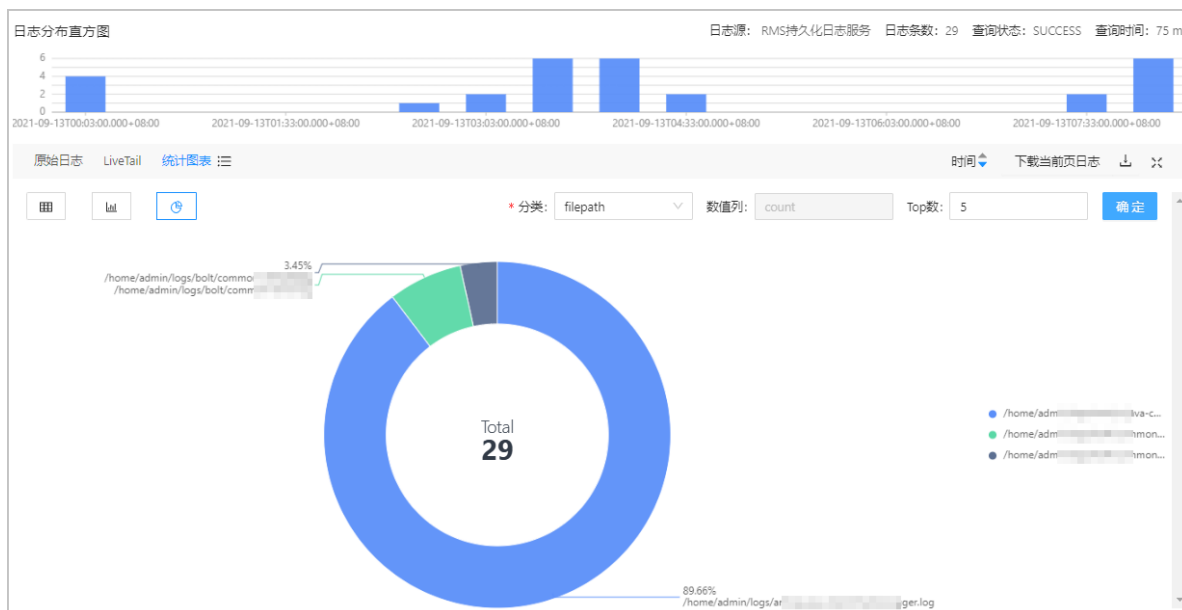 日志分布直方图 日志源： RMS持久化日志服务 日志条数：29 查询状态：SUCCESS 查询时间：75 m
6
4
2
0
2021-09-13T00:03:00.000+08:00 2021-09-13T01:33:00.000+08:00 2021-09-13T03:03:00.000+08:00 2021-09-13T04:33:00.000+08:00 2021-09-13T06:03:00.000+08:00 2021-09-13T07:33:00.000+08:00
原始日志 LiveTail 统计图表 时间 下载当前页日志
* 分类： filepath 数值列： count Top数： 5 确定
3.45%
/home/admin/logs/bolt/commo
/home/admin/logs/bolt/comm
Total
29
/home/adm va-c...
/home/adm hmon...
/home/adm hmon...
89.66%
/home/admin/logs/ar ger.log